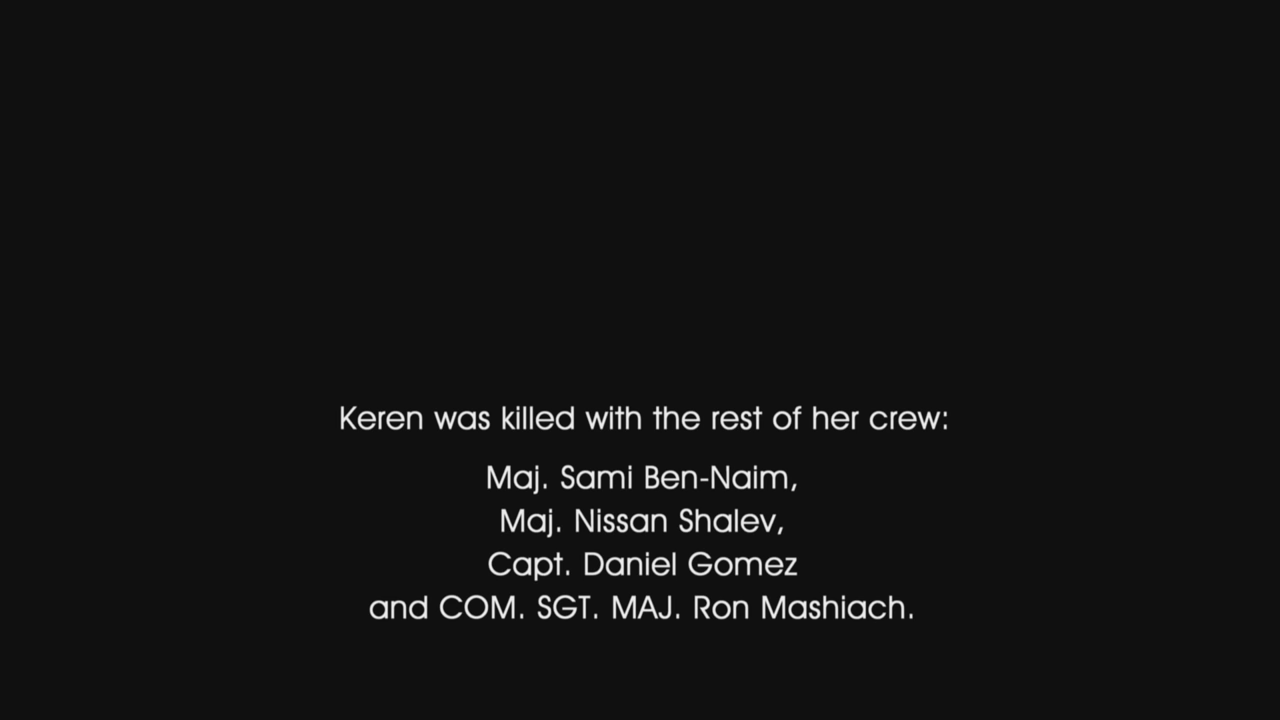 Keren was killed with the rest of her crew:
Maj. Sami Ben-Naim,
Maj. Nissan Shalev,
Capt. Daniel Gomez
and COM. SGT. MAJ. Ron Mashiach.